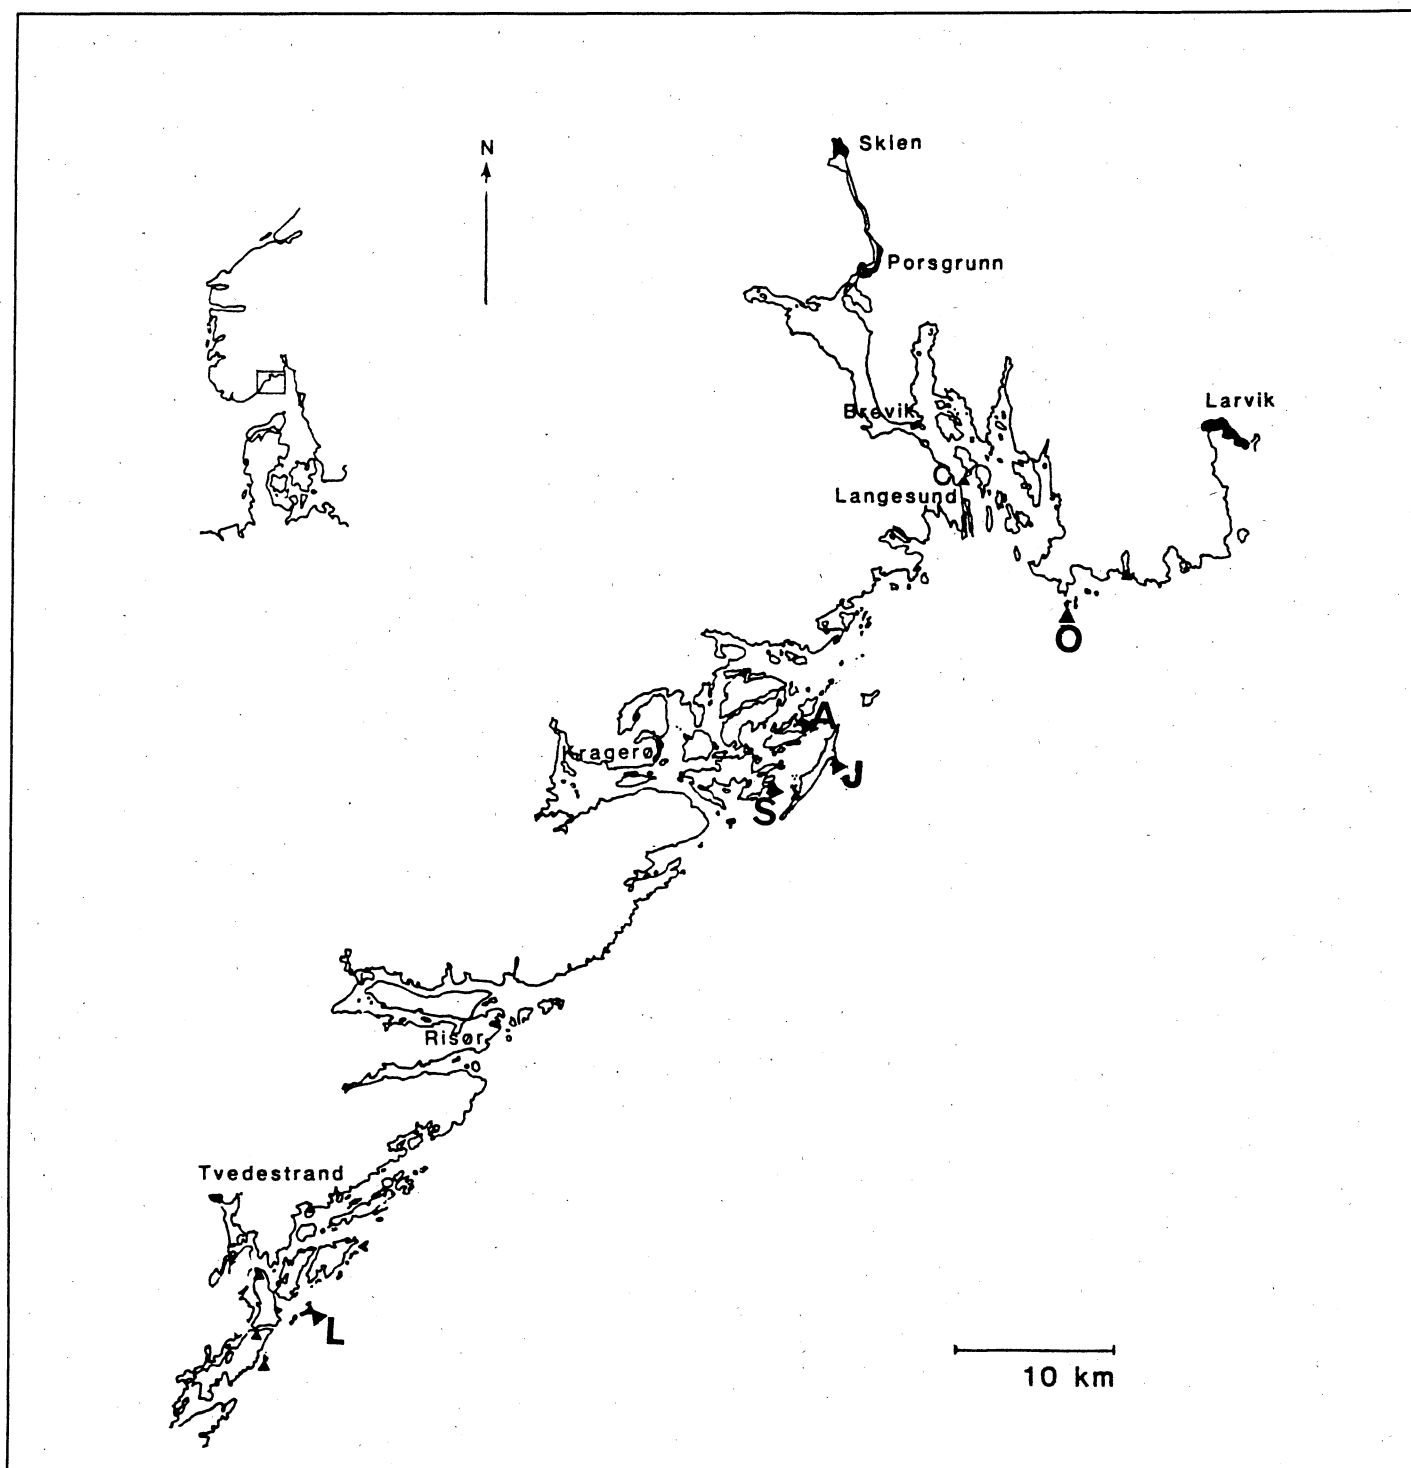 Skien
N
Porsgrunn
Larvik
Brevik
Langesund
O
A
Kragerø
J
S
Risør
Tvedestrand
L
10 km